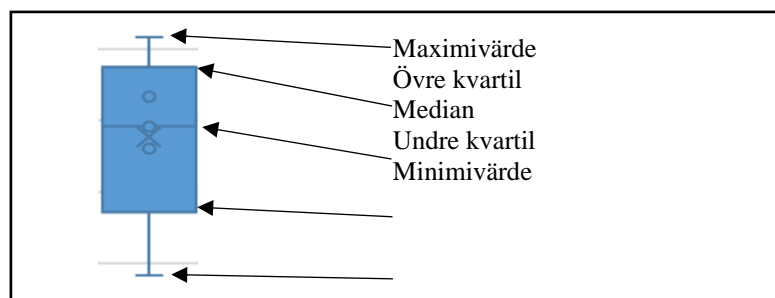 Maximivärde
Övre kvartil
Median
Undre kvartil
Minimivärde